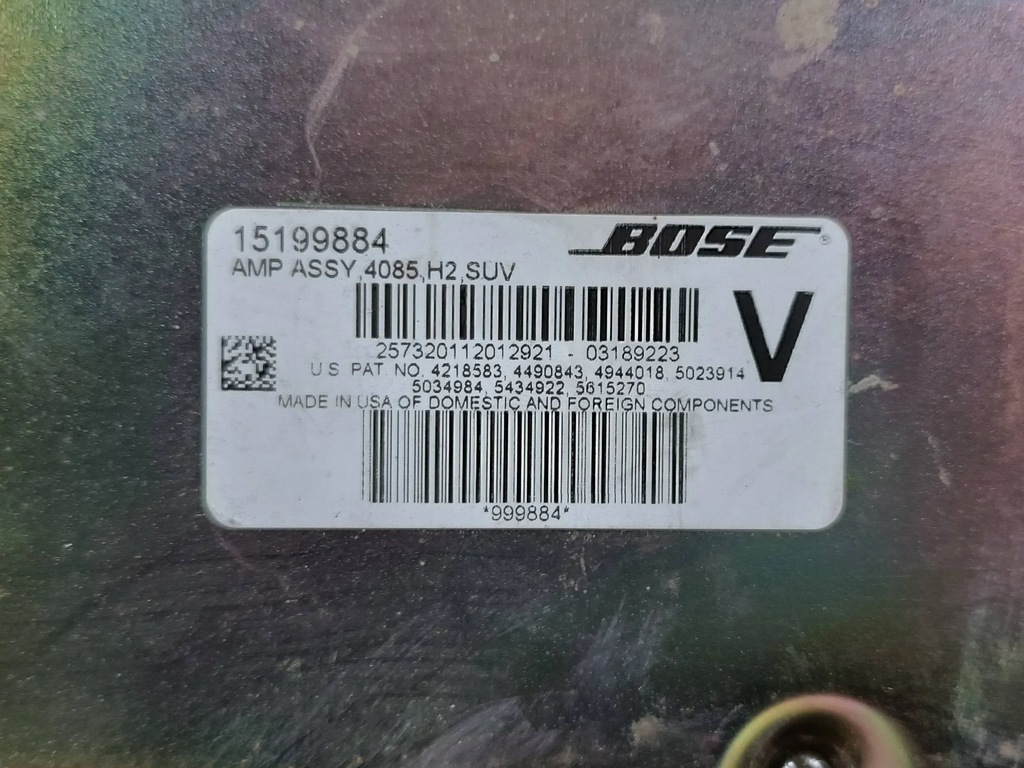 15199884
BOSE®
AMP ASSY,4085,H2,SUV
V
257320112012921 - 03189223
U S PAT. NO. 4218583, 4490843, 4944018, 5023914
5034984, 5434922, 5615270
MADE IN USA OF DOMESTIC AND FOREIGN COMPONENTS
*999884*